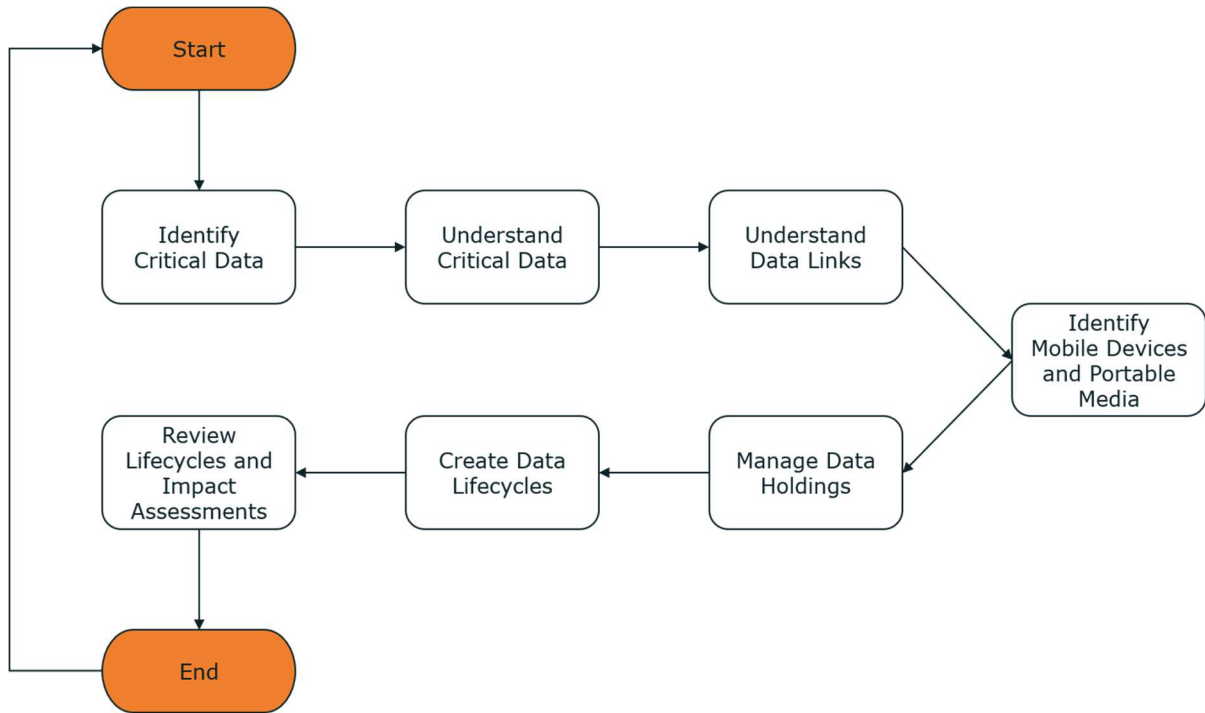 Start
Identify
Critical Data
Understand
Critical Data
Understand
Data Links
Identify
Mobile Devices
and Portable
Media
Manage Data
Holdings
Create Data
Lifecycles
Review
Lifecycles and
Impact
Assessments
End